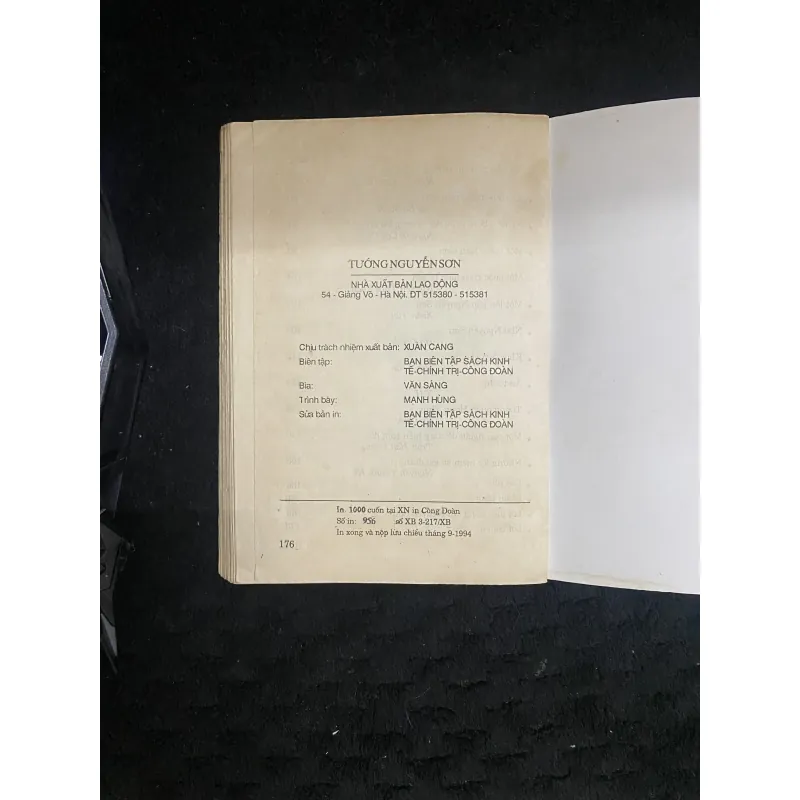 TƯỚNG NGUYỄN SƠN
NHÀ XUẤT BẢN LAO ĐỘNG
54 - Giảng Võ - Hà Nội. ĐT 515380 - 515381
Chịu trách nhiệm xuất bản: XUÂN CANG
Biên tập: BAN BIÊN TẬP SÁCH KINH
TẾ-CHÍNH TRỊ-CÔNG ĐOÀN
Bìa: VĂN SÁNG
Trình bày: MẠNH HÙNG
Sửa bản in: BAN BIÊN TẬP SÁCH KINH
TẾ-CHÍNH TRỊ-CÔNG ĐOÀN
In 1000 cuốn tại XN in Công Đoàn
Số in: 956 số XB 3-217/XB
In xong và nộp lưu chiểu tháng 9-1994
176